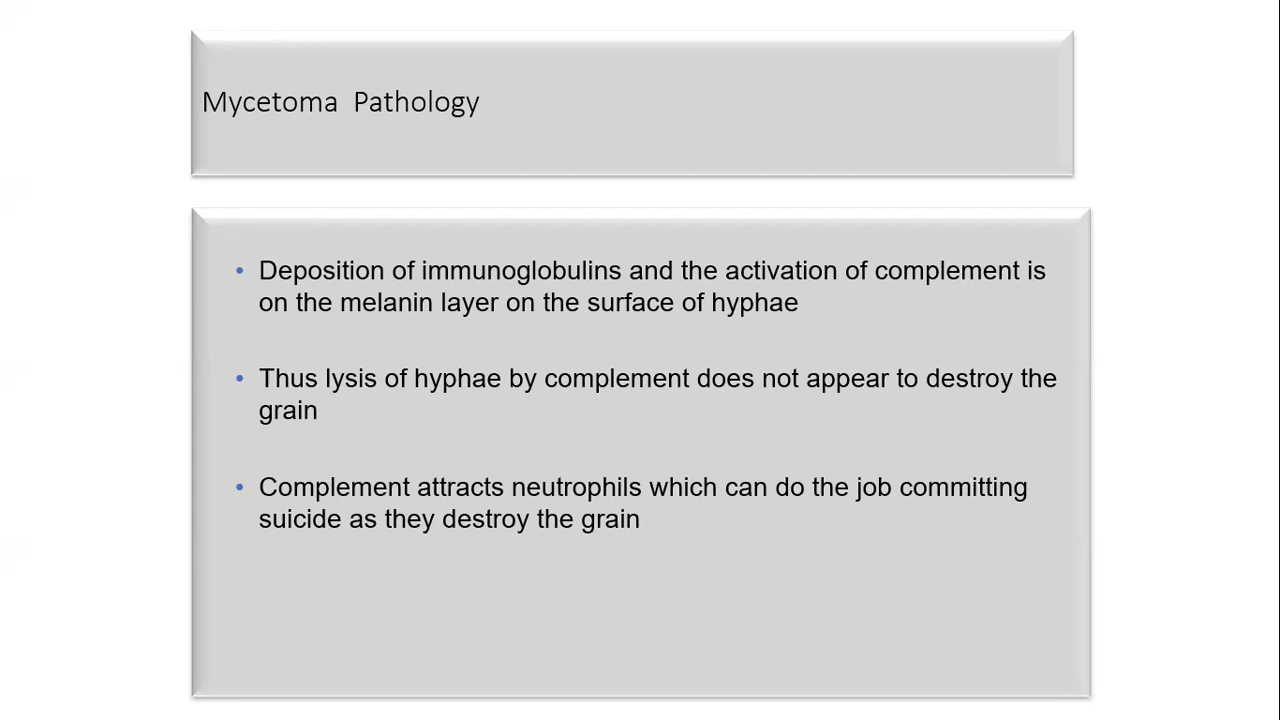 Mycetoma  Pathology
• Deposition of immunoglobulins and the activation of complement is
on the melanin layer on the surface of hyphae
• Thus lysis of hyphae by complement does not appear to destroy the
grain
• Complement attracts neutrophils which can do the job committing
suicide as they destroy the grain